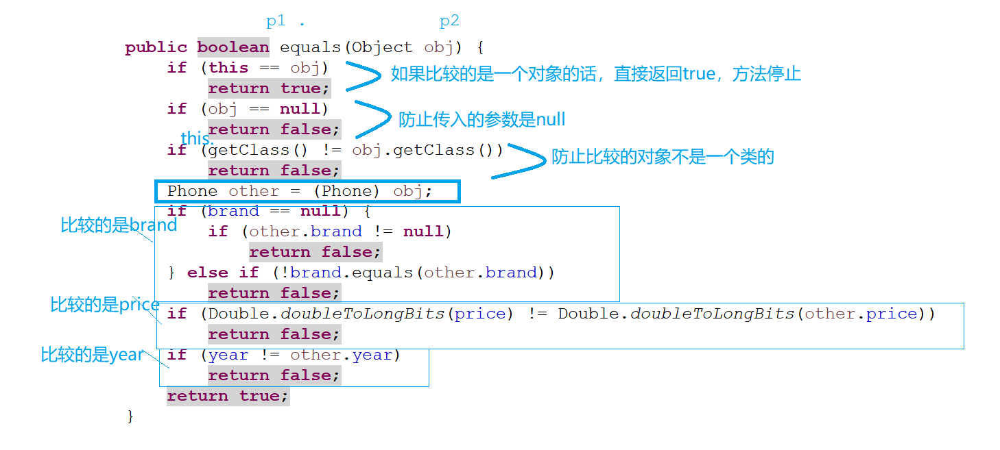 p1 . p2
public boolean equals(Object obj) {
if (this == obj)
如果比较的是一个对象的话，直接返回true，方法停止
return true;
if (obj == null)
防止传入的参数是null
return false;
this.
if (getClass() != obj.getClass())
防止比较的对象不是一个类的
return false;
Phone other = (Phone) obj;
if (brand == null) {
比较的是brand
if (other.brand != null)
return false;
} else if (!brand.equals(other.brand))
return false;
比较的是price
if (Double.doubleToLongBits(price) != Double.doubleToLongBits(other.price))
return false;
比较的是year
if (year != other.year)
return false;
return true;
}